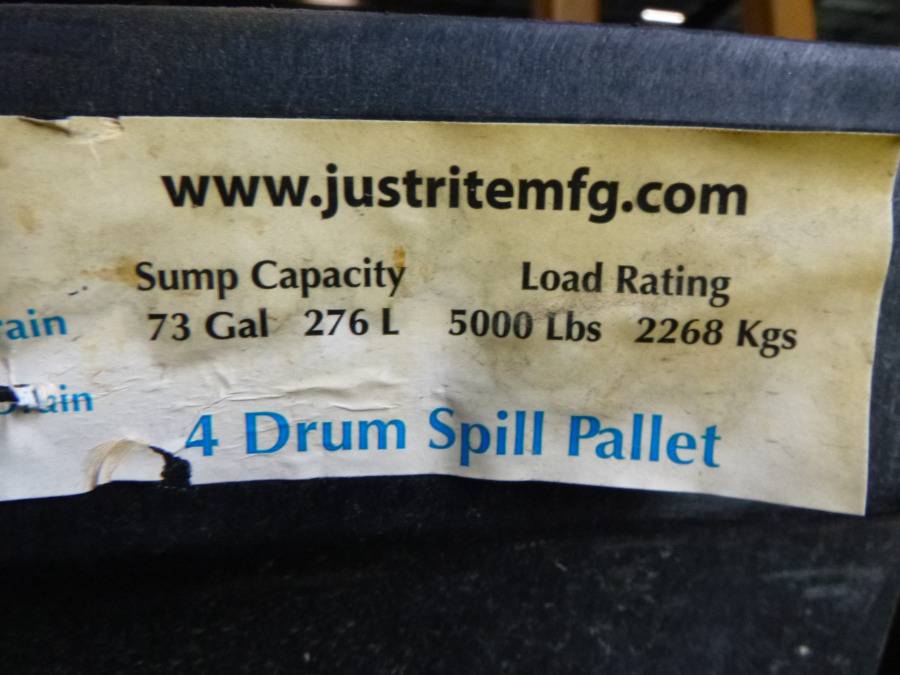 www.justritemfg.com
Sump Capacity Load Rating
73 Gal 276 L 5000 Lbs 2268 Kgs
4 Drum Spill Pallet